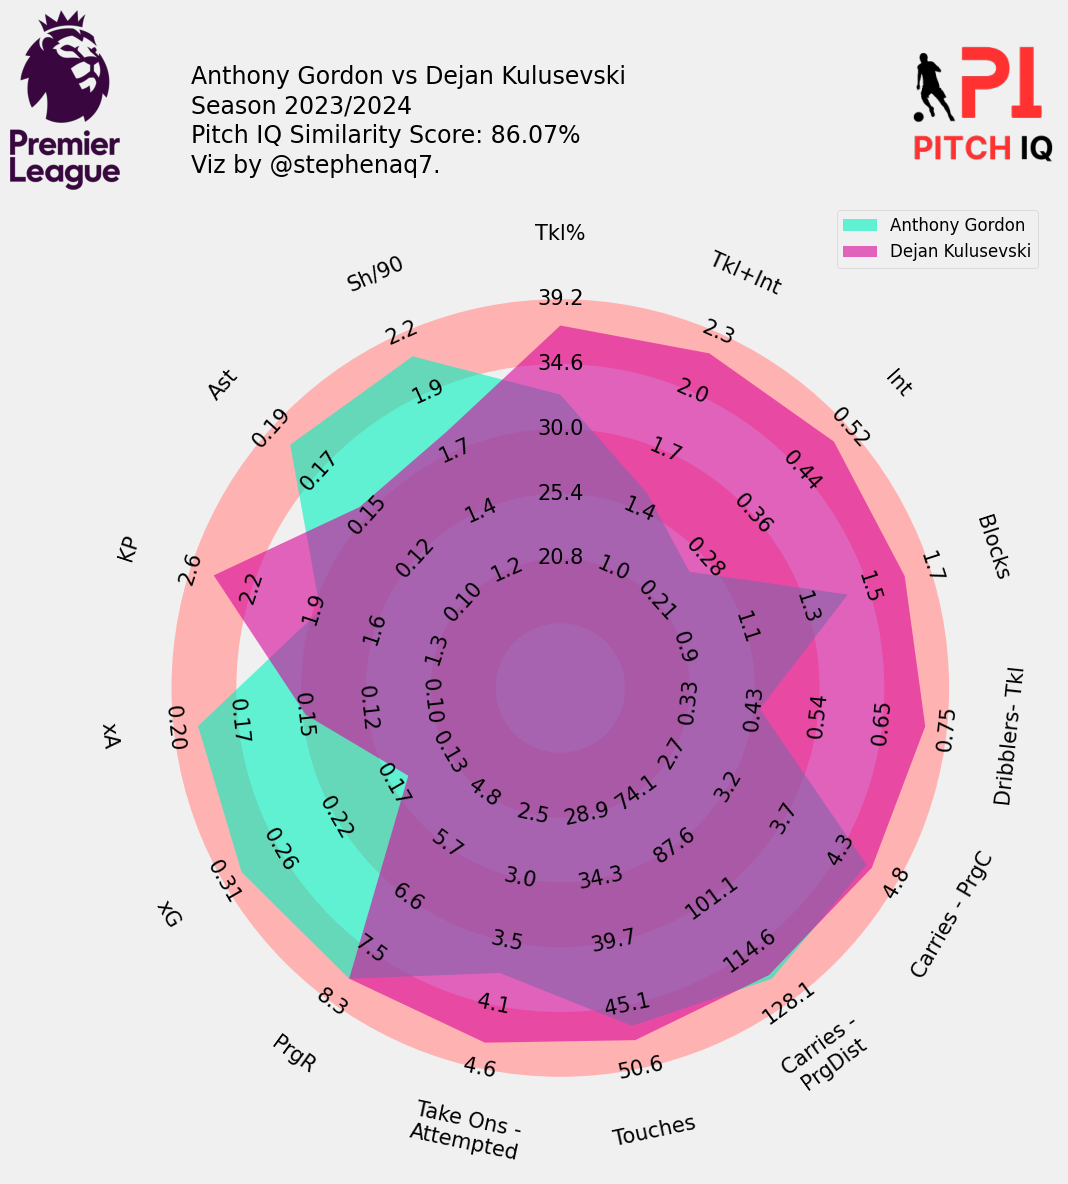 Premier
League
Anthony Gordon vs Dejan Kulusevski
Season 2023/2024
Pitch IQ Similarity Score: 86.07%
Viz by @stephenaq7.
PI
PITCH IQ
Anthony Gordon
Dejan Kulusevski
Tkl%
39.2
34.6
30.0
25.4
20.8
Tkl+Int
2.3
2.0
1.7
1.4
1.0
Int
0.52
0.44
0.36
0.28
0.21
Blocks
1.7
1.5
1.3
1.1
0.9
Dribblers- Tkl
0.75
0.65
0.54
0.43
0.33
Carries - PrgC
4.8
4.3
3.7
3.2
2.7
Carries -
PrgDist
128.1
114.6
101.1
87.6
74.1
Touches
50.6
45.1
39.7
34.3
28.9
Take Ons -
Attempted
4.6
4.1
3.5
3.0
2.5
PrgR
8.3
7.5
6.6
5.7
4.8
xG
0.31
0.26
0.22
0.17
0.13
xA
0.20
0.17
0.15
0.12
0.10
KP
2.6
2.2
1.9
1.6
1.3
Ast
0.19
0.17
0.15
0.12
0.10
Sh/90
2.2
1.9
1.7
1.4
1.2